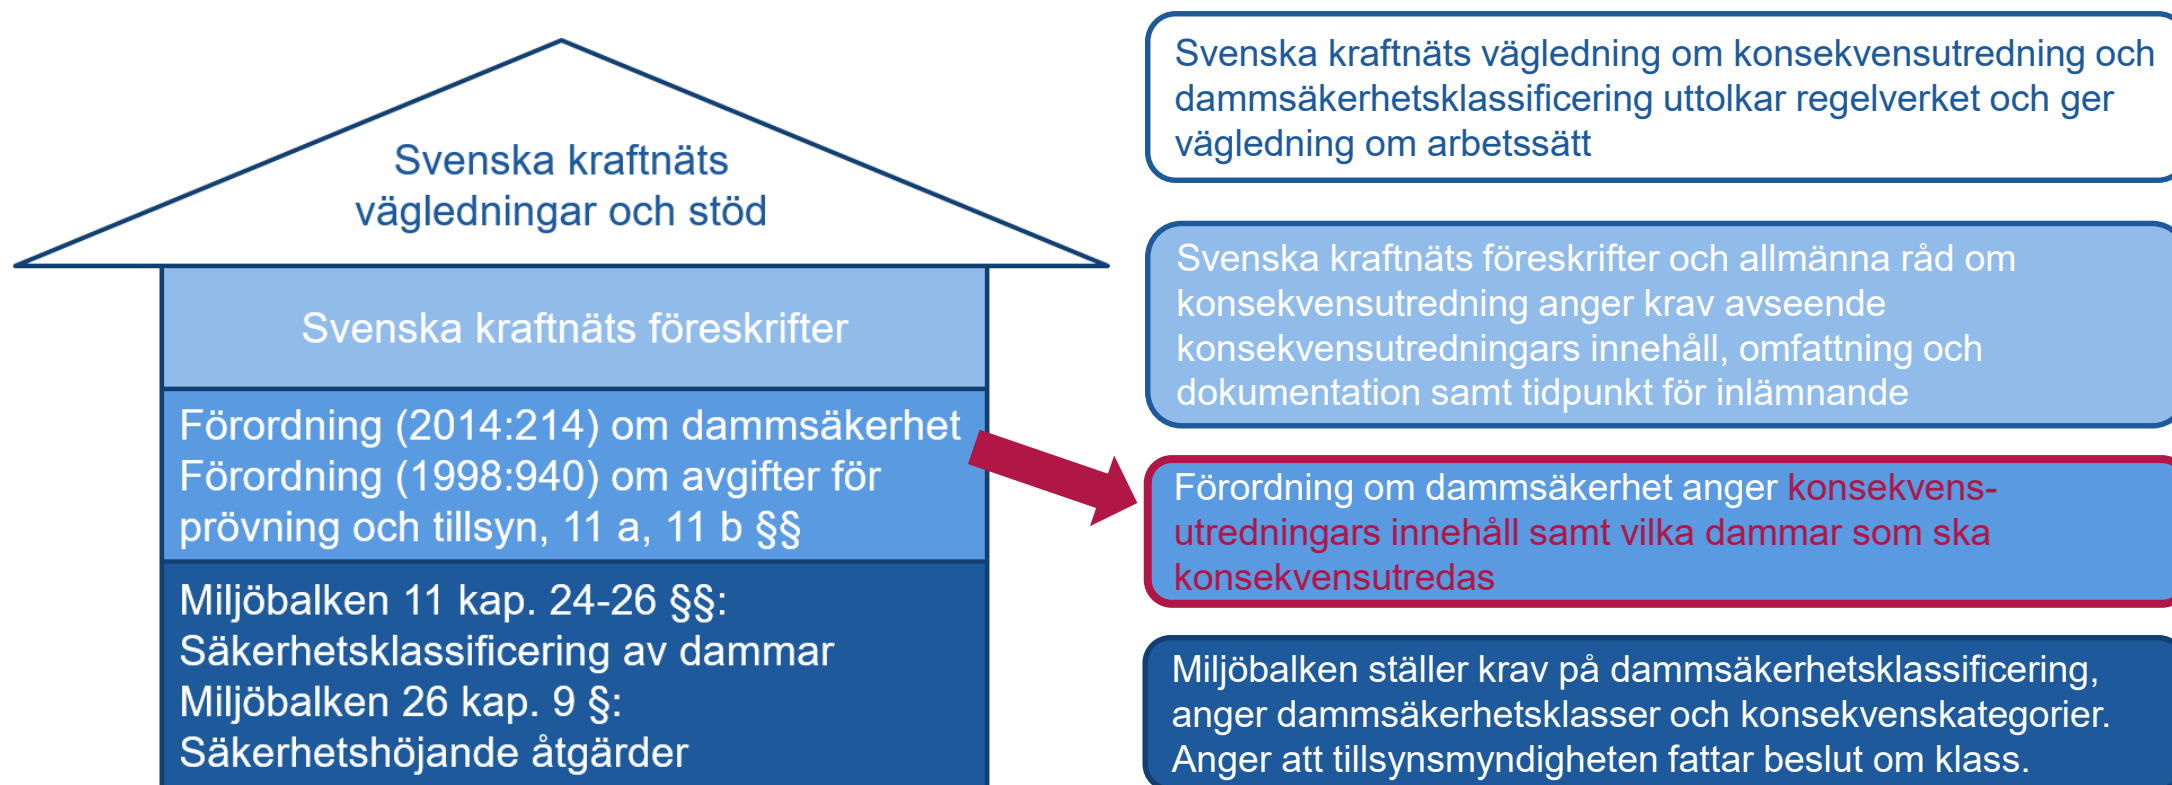 Svenska kraftnäts
vägledningar och stöd
Svenska kraftnäts föreskrifter
Förordning (2014:214) om dammsäkerhet
Förordning (1998:940) om avgifter för
prövning och tillsyn, 11 a, 11 b §§
Miljöbalken 11 kap. 24-26 §§:
Säkerhetsklassificering av dammar
Miljöbalken 26 kap. 9 §:
Säkerhetshöjande åtgärder
Svenska kraftnäts vägledning om konsekvensutredning och
dammsäkerhetsklassificering uttolkar regelverket och ger
vägledning om arbetssätt
Svenska kraftnäts föreskrifter och allmänna råd om
konsekvensutredning anger krav avseende
konsekvensutredningars innehåll, omfattning och
dokumentation samt tidpunkt för inlämnande
Förordning om dammsäkerhet anger konsekvens-
utredningars innehåll samt vilka dammar som ska
konsekvensutredas
Miljöbalken ställer krav på dammsäkerhetsklassificering,
anger dammsäkerhetsklasser och konsekvenskategorier.
Anger att tillsynsmyndigheten fattar beslut om klass.